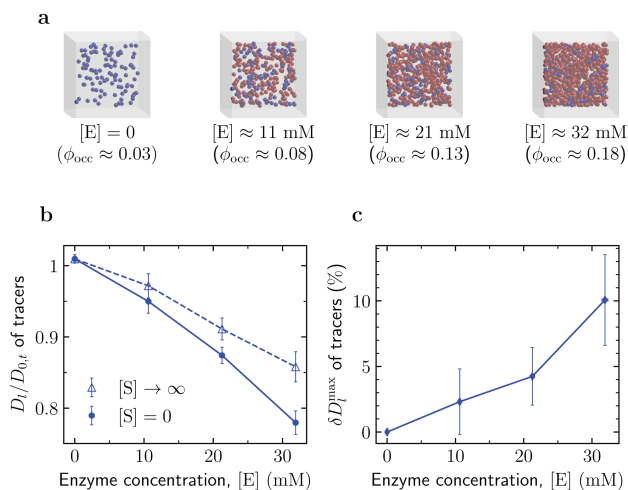 a
[E] = 0 [E] ≈ 11 mM [E] ≈ 21 mM [E] ≈ 32 mM
(ϕocc ≈ 0.03) (ϕocc ≈ 0.08) (ϕocc ≈ 0.13) (ϕocc ≈ 0.18)
b
1
0.9
0.8
Dl/D0,t of tracers
[S] → ∞
[S] = 0
0 10 20 30
Enzyme concentration, [E] (mM)
c
10
5
0
δDlmax of tracers (%)
0 10 20 30
Enzyme concentration, [E] (mM)